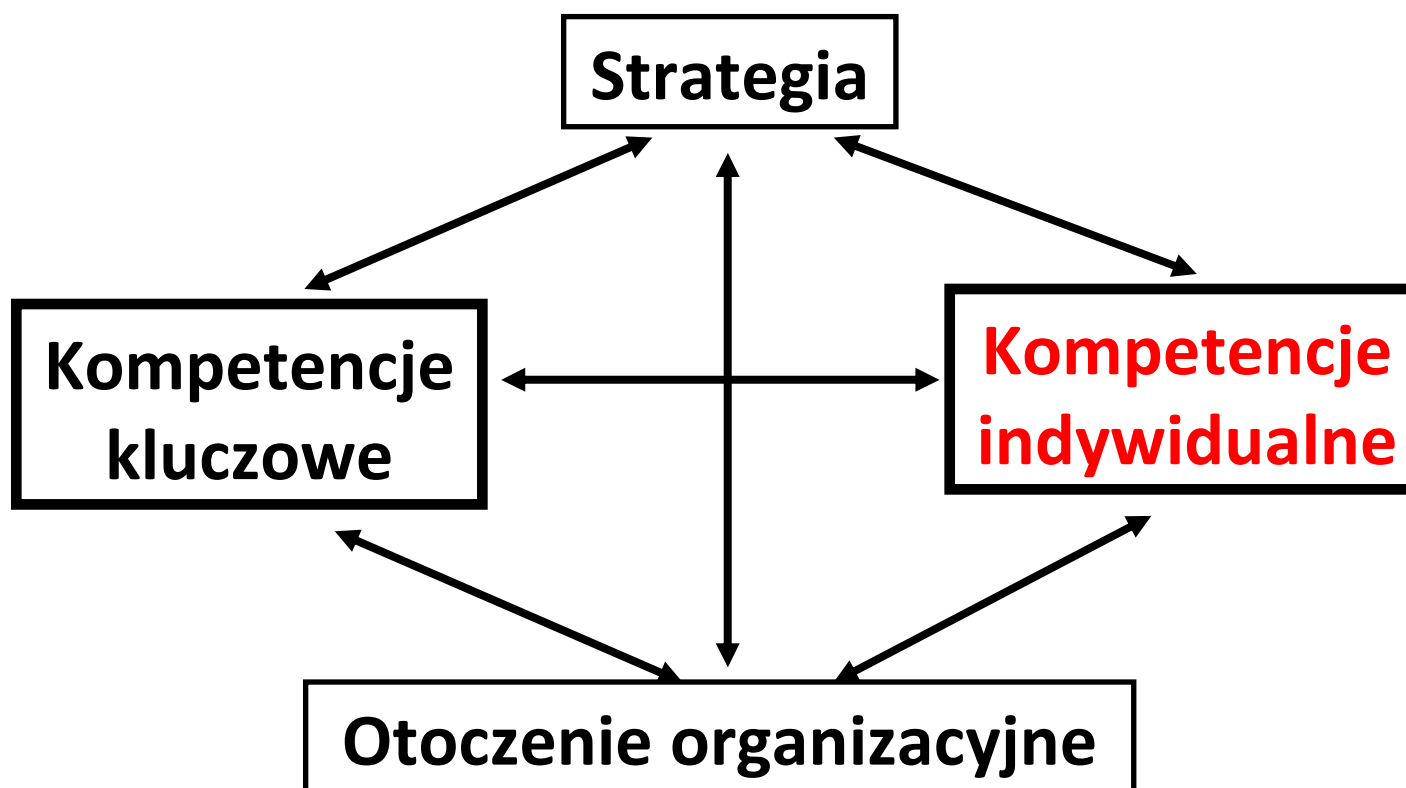 Strategia
Kompetencje
kluczowe
Kompetencje
indywidualne
Otoczenie organizacyjne